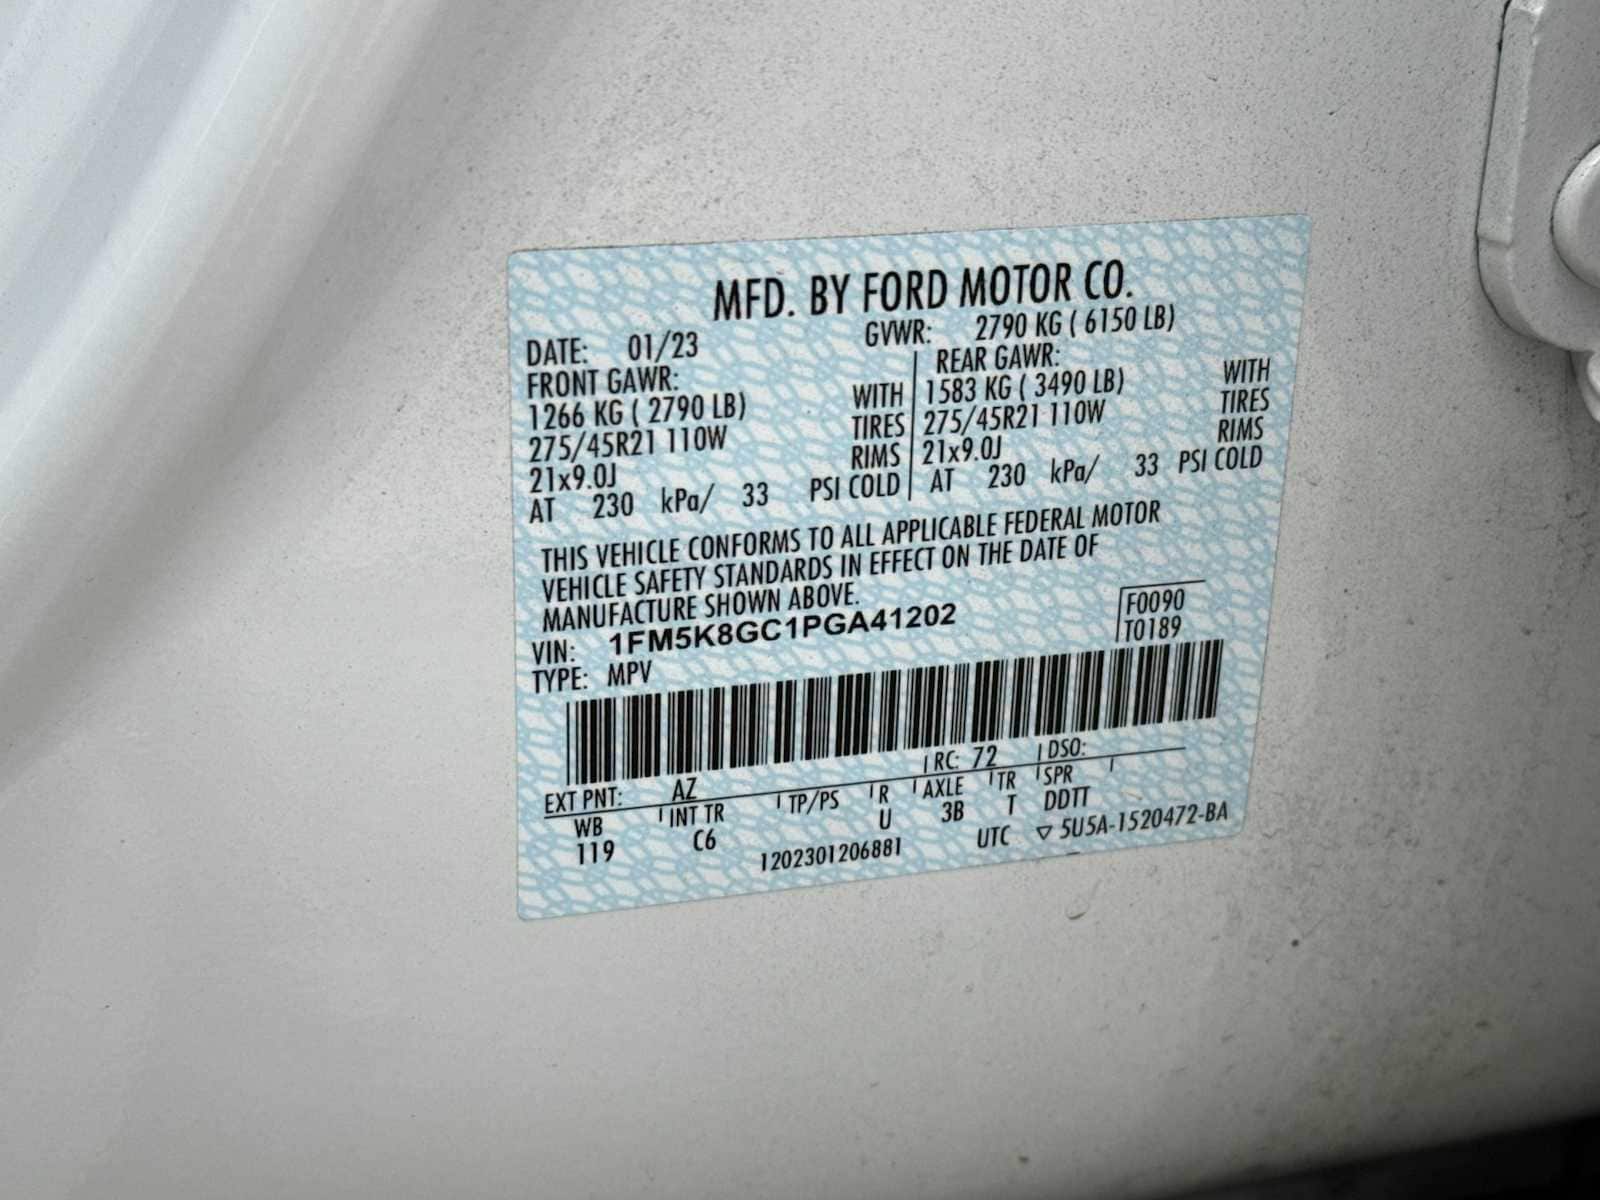 MFD. BY FORD MOTOR CO.
DATE: 01/23 GVWR: 2790 KG ( 6150 LB)
FRONT GAWR: REAR GAWR:
1266 KG ( 2790 LB) WITH 1583 KG ( 3490 LB) WITH
275/45R21 110W TIRES 275/45R21 110W TIRES
21x9.0J RIMS 21x9.0J RIMS
AT 230 kPa/ 33 PSI COLD AT 230 kPa/ 33 PSI COLD
THIS VEHICLE CONFORMS TO ALL APPLICABLE FEDERAL MOTOR
VEHICLE SAFETY STANDARDS IN EFFECT ON THE DATE OF
MANUFACTURE SHOWN ABOVE.
VIN: 1FM5K8GC1PGA41202 F0090
TYPE: MPV T0189
EXT PNT: AZ RC: 72 DSO:
WB INT TR TP/PS R AXLE TR SPR
119 C6 U 3B T DDTT
1202301206881 UTC ▽ 5U5A-1520472-BA